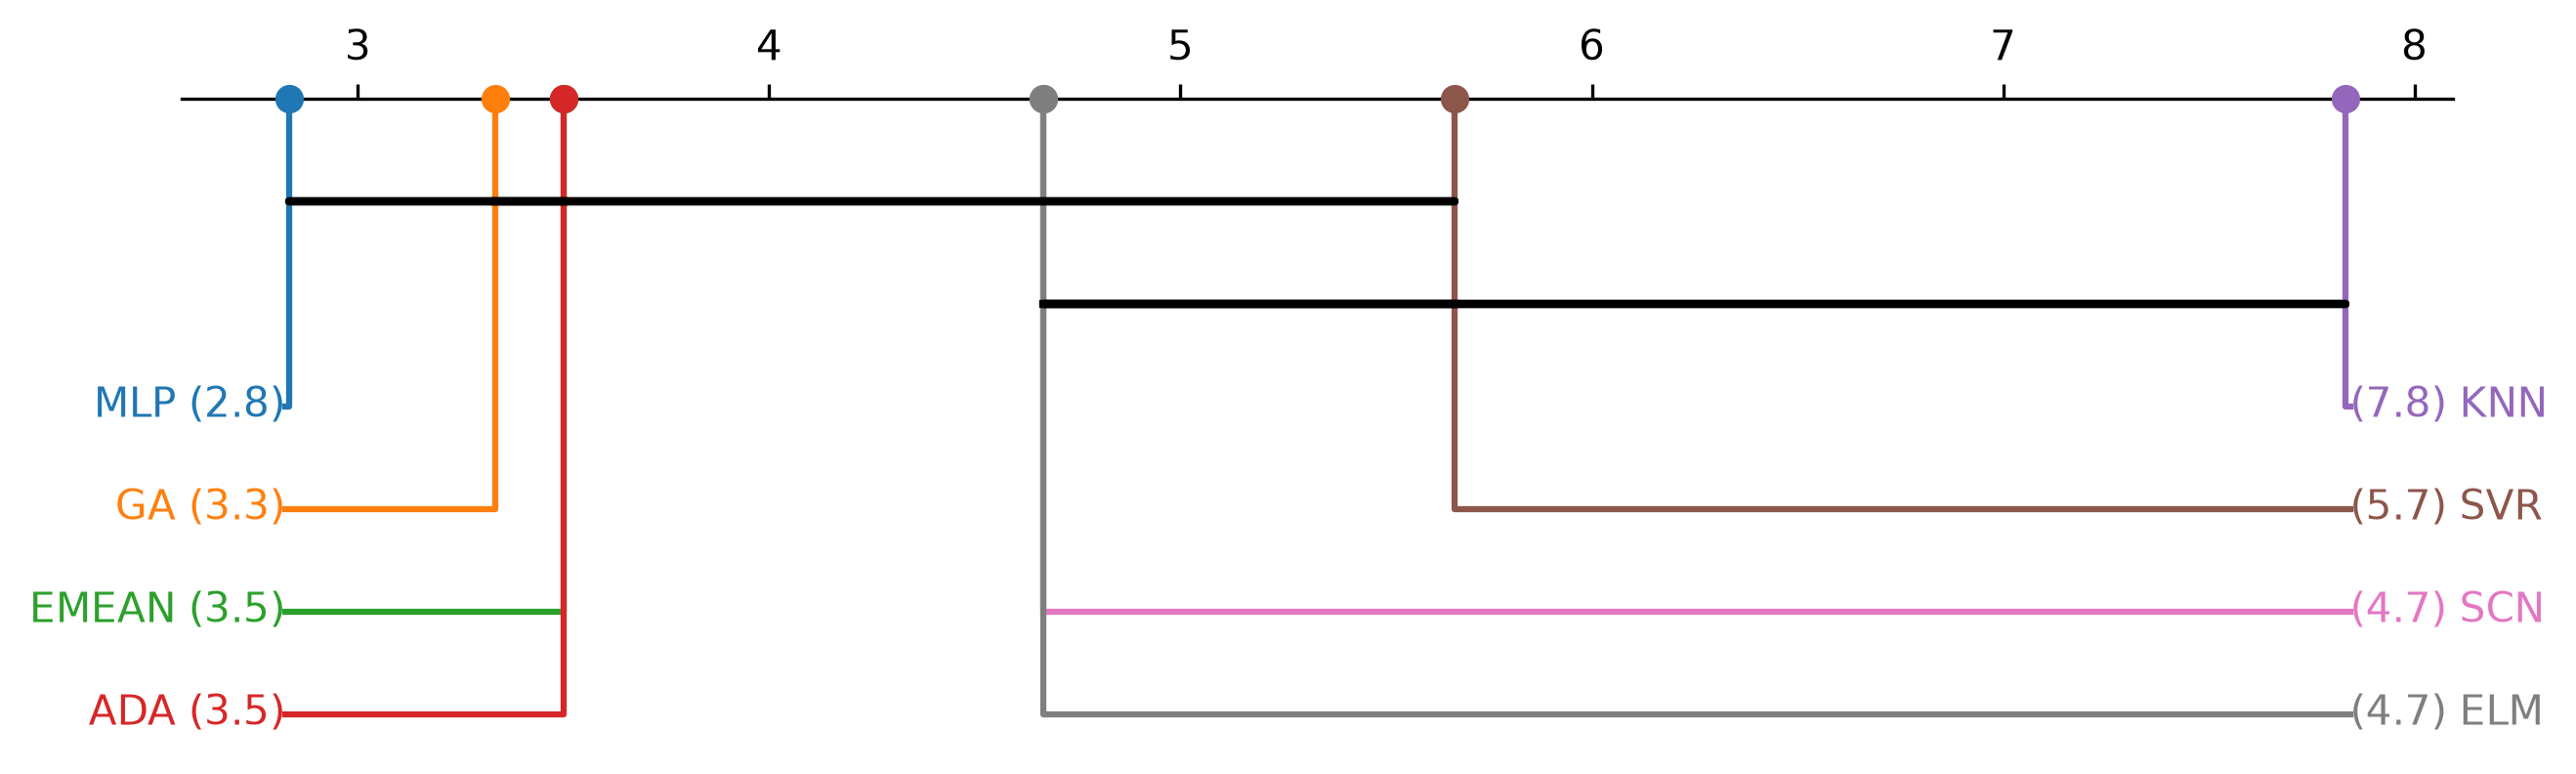 3 4 5 6 7 8
MLP (2.8) (7.8) KNN
GA (3.3) (5.7) SVR
EMEAN (3.5) (4.7) SCN
ADA (3.5) (4.7) ELM